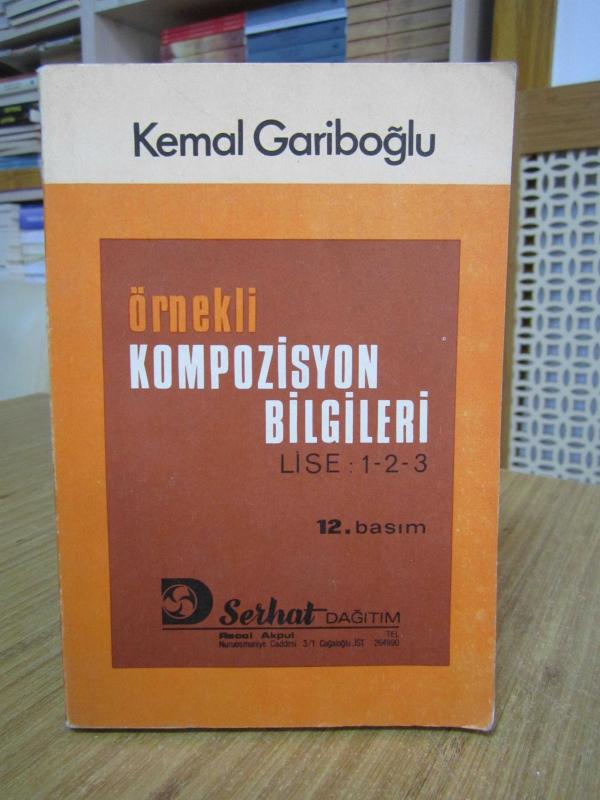 Kemal Gariboğlu
örnekli
KOMPOZİSYON
BİLGİLERİ
LİSE : 1-2-3
12. basım
D Serhat DAĞITIM
Akpul TEL.
Nuruosmaniye Caddesi 3/1 Cağaloğlu.İST. 264990